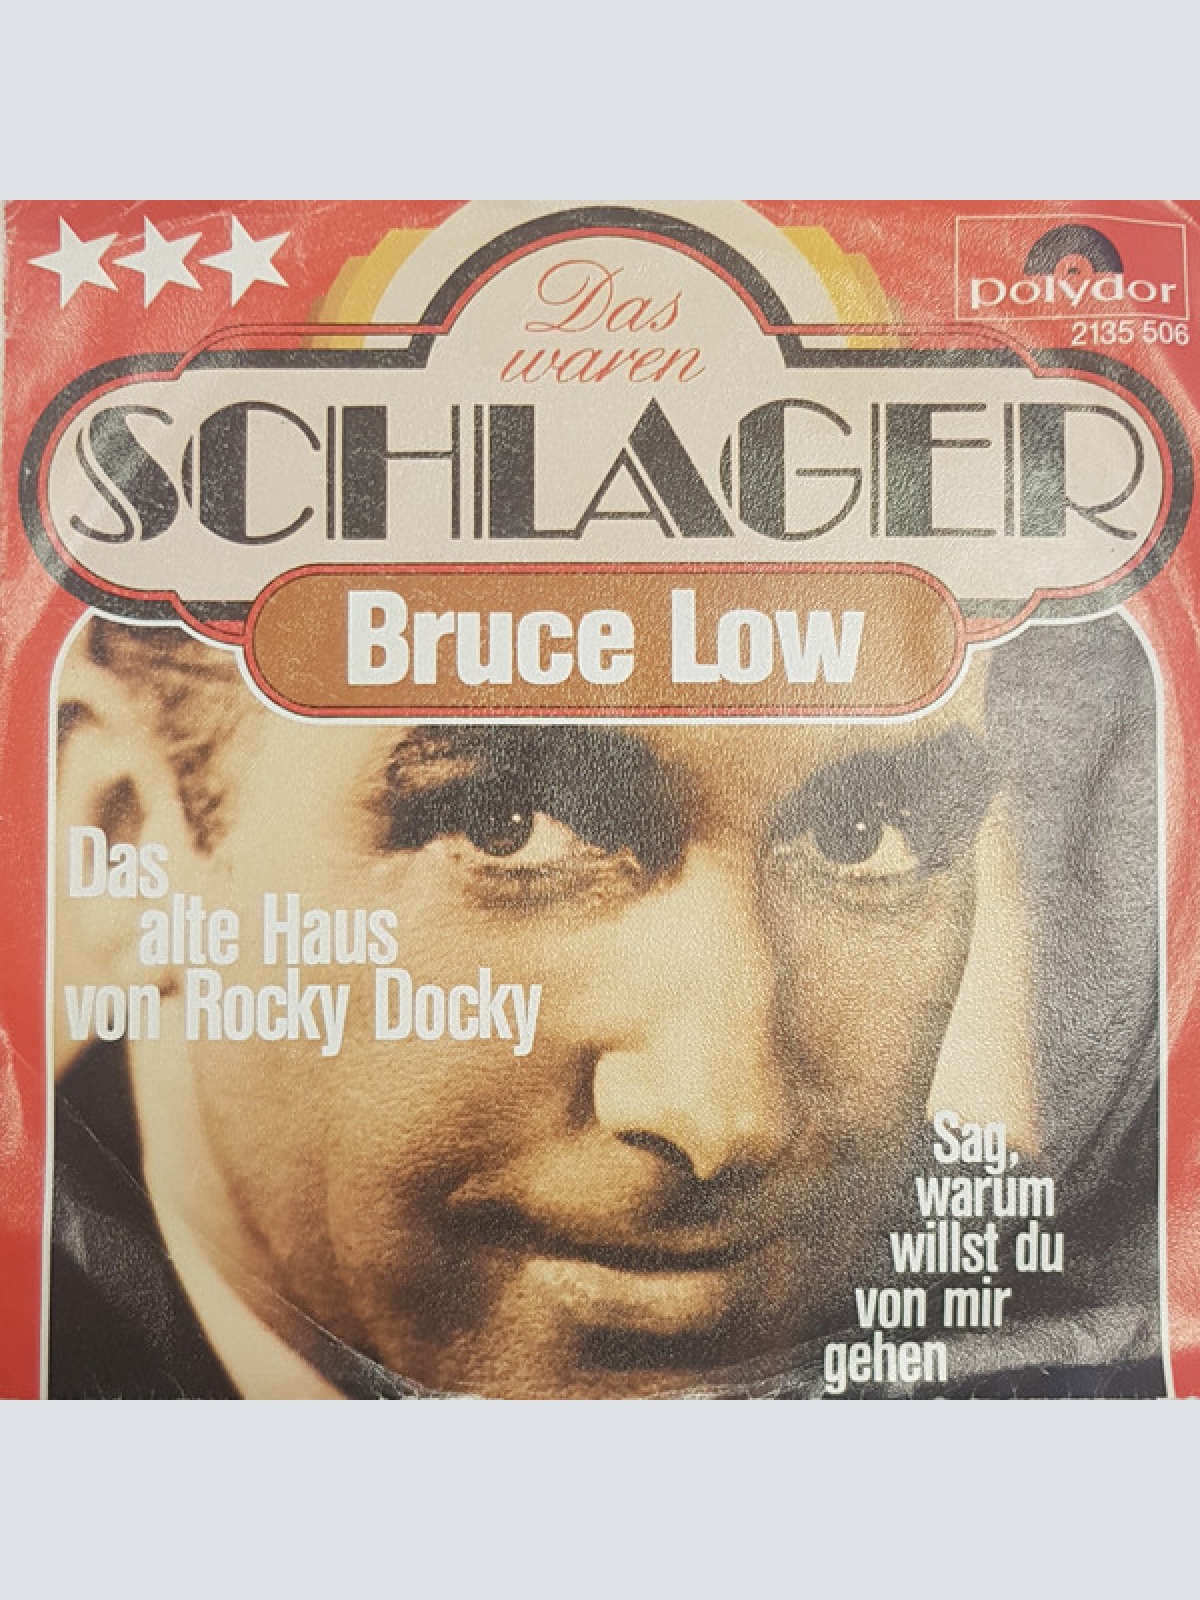 Das
waren
SCHLAGER
polydor
2135 506
Bruce Low
Das
alte Haus
von Rocky Docky
Sag,
warum
willst du
von mir
gehen